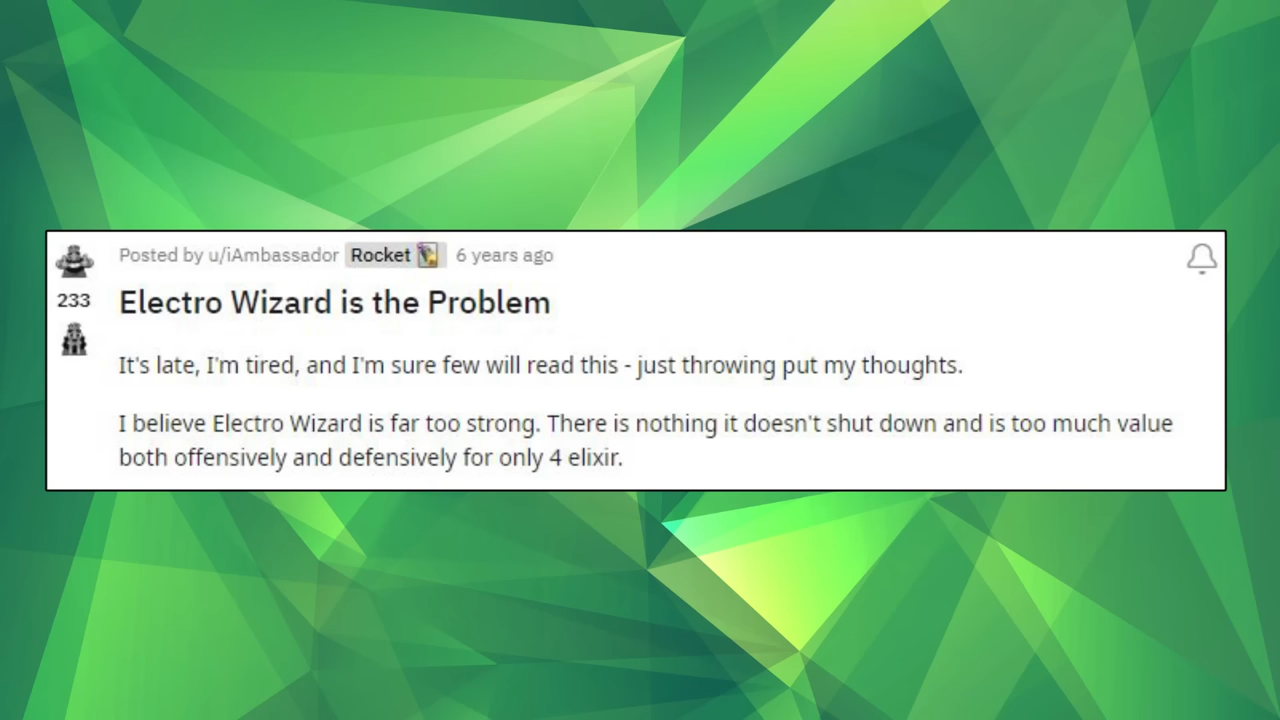 Posted by u/iAmbassador Rocket 6 years ago
233
Electro Wizard is the Problem
It's late, I'm tired, and I'm sure few will read this - just throwing put my thoughts.
I believe Electro Wizard is far too strong. There is nothing it doesn't shut down and is too much value
both offensively and defensively for only 4 elixir.